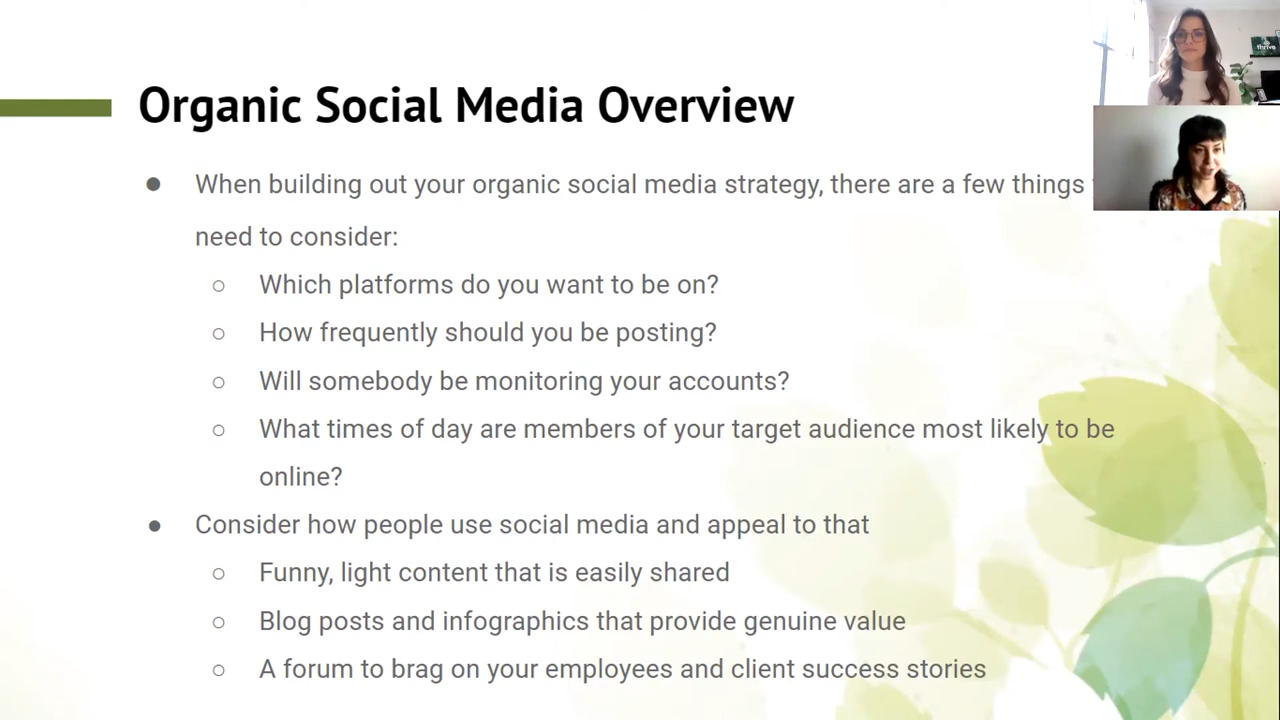 Organic Social Media Overview
● When building out your organic social media strategy, there are a few things
need to consider:
○ Which platforms do you want to be on?
○ How frequently should you be posting?
○ Will somebody be monitoring your accounts?
○ What times of day are members of your target audience most likely to be
online?
● Consider how people use social media and appeal to that
○ Funny, light content that is easily shared
○ Blog posts and infographics that provide genuine value
○ A forum to brag on your employees and client success stories
thrive